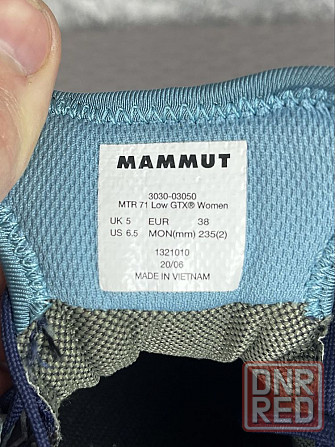 MAMMUT
3030-03050
MTR 71 Low GTX® Women
UK 5 EUR 38
US 6.5 MON(mm) 235(2)
1321010
20/06
MADE IN VIETNAM
DNR
RED